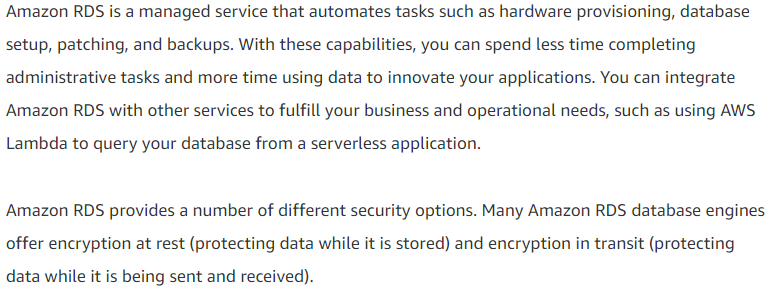 Amazon RDS is a managed service that automates tasks such as hardware provisioning, database
setup, patching, and backups. With these capabilities, you can spend less time completing
administrative tasks and more time using data to innovate your applications. You can integrate
Amazon RDS with other services to fulfill your business and operational needs, such as using AWS
Lambda to query your database from a serverless application.
Amazon RDS provides a number of different security options. Many Amazon RDS database engines
offer encryption at rest (protecting data while it is stored) and encryption in transit (protecting
data while it is being sent and received).